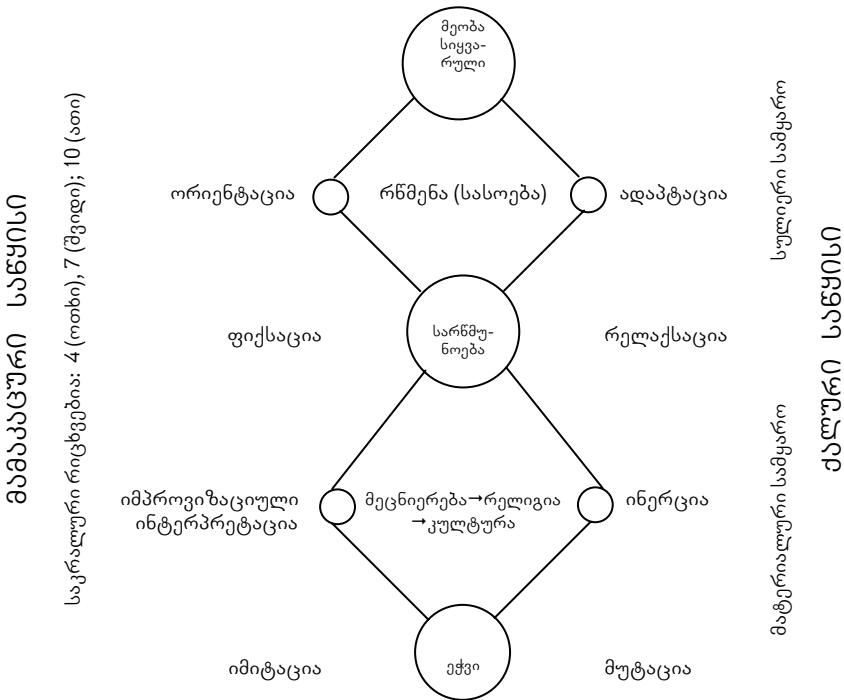 მეობა
სიყვა-
რული
ორიენტაცია
რწმენა (სასოება)
ადაპტაცია
ფიქსაცია
სარწმუ-
ნოება
რელაქსაცია
იმპროვიზაციული
ინტერპრეტაცია
მეცნიერება→რელიგია
→კულტურა
ინერცია
იმიტაცია
ეჭვი
მუტაცია
მამაკაცური საწყისი
საკრალური რიცხვებია: 4 (ოთხი), 7 (შვიდი); 10 (ათი)
სულიერი სამყარო
მატერიალური სამყარო
ქალური საწყისი